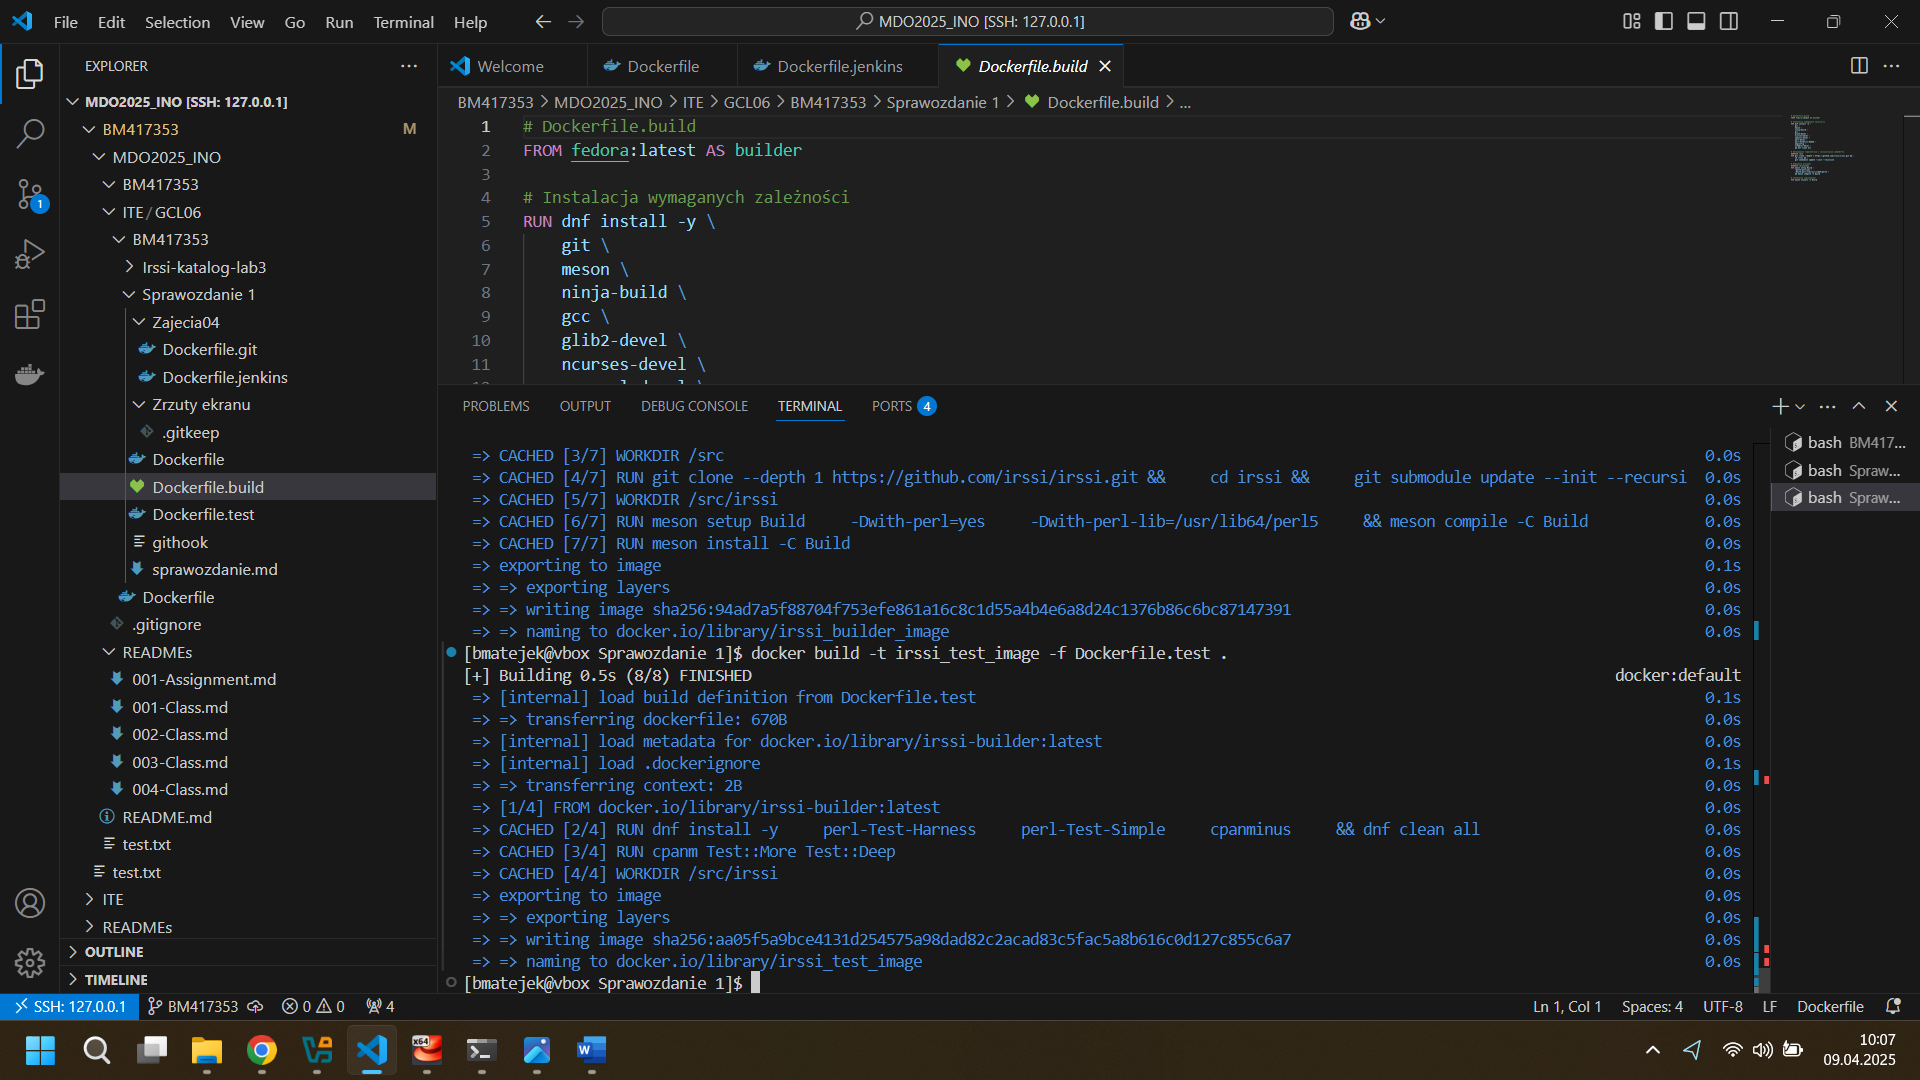 File Edit Selection View Go Run Terminal Help
MDO2025_INO [SSH: 127.0.0.1]
EXPLORER
MDO2025_INO [SSH: 127.0.0.1]
BM417353 M
MDO2025_INO
BM417353
ITE / GCL06
BM417353
Irssi-katalog-lab3
Sprawozdanie 1
Zajecia04
Dockerfile.git
Dockerfile.jenkins
Zrzuty ekranu
.gitkeep
Dockerfile
Dockerfile.build
Dockerfile.test
githook
sprawozdanie.md
Dockerfile
.gitignore
READMEs
001-Assignment.md
001-Class.md
002-Class.md
003-Class.md
004-Class.md
README.md
test.txt
test.txt
ITE
READMEs
OUTLINE
TIMELINE
1
Welcome Dockerfile Dockerfile.jenkins Dockerfile.build
BM417353 > MDO2025_INO > ITE > GCL06 > BM417353 > Sprawozdanie 1 > Dockerfile.build > ...
1 # Dockerfile.build
2 FROM fedora:latest AS builder
3
4 # Instalacja wymaganych zależności
5 RUN dnf install -y \
6 git \
7 meson \
8 ninja-build \
9 gcc \
10 glib2-devel \
11 ncurses-devel \
PROBLEMS OUTPUT DEBUG CONSOLE TERMINAL PORTS 4
=> CACHED [3/7] WORKDIR /src 0.0s
=> CACHED [4/7] RUN git clone --depth 1 https://github.com/irssi/irssi.git && cd irssi && git submodule update --init --recursi 0.0s
=> CACHED [5/7] WORKDIR /src/irssi 0.0s
=> CACHED [6/7] RUN meson setup Build -Dwith-perl=yes -Dwith-perl-lib=/usr/lib64/perl5 && meson compile -C Build 0.0s
=> CACHED [7/7] RUN meson install -C Build 0.0s
=> exporting to image 0.1s
=> => exporting layers 0.0s
=> => writing image sha256:94ad7a5f88704f753efe861a16c8c1d55a4b4e6a8d24c1376b86c6bc87147391 0.0s
=> => naming to docker.io/library/irssi_builder_image 0.0s
[bmatejek@vbox Sprawozdanie 1]$ docker build -t irssi_test_image -f Dockerfile.test .
[+] Building 0.5s (8/8) FINISHED docker:default
=> [internal] load build definition from Dockerfile.test 0.1s
=> => transferring dockerfile: 670B 0.0s
=> [internal] load metadata for docker.io/library/irssi-builder:latest 0.0s
=> [internal] load .dockerignore 0.1s
=> => transferring context: 2B 0.0s
=> [1/4] FROM docker.io/library/irssi-builder:latest 0.0s
=> CACHED [2/4] RUN dnf install -y perl-Test-Harness perl-Test-Simple cpanminus && dnf clean all 0.0s
=> CACHED [3/4] RUN cpanm Test::More Test::Deep 0.0s
=> CACHED [4/4] WORKDIR /src/irssi 0.0s
=> exporting to image 0.0s
=> => exporting layers 0.0s
=> => writing image sha256:aa05f5a9bce4131d254575a98dad82c2acad83c5fac5a8b616c0d127c855c6a7 0.0s
=> => naming to docker.io/library/irssi_test_image 0.0s
[bmatejek@vbox Sprawozdanie 1]$
bash BM417...
bash Spraw...
bash Spraw...
SSH: 127.0.0.1 BM417353 0 0 4
Ln 1, Col 1 Spaces: 4 UTF-8 LF Dockerfile
x64
W
10:07
09.04.2025